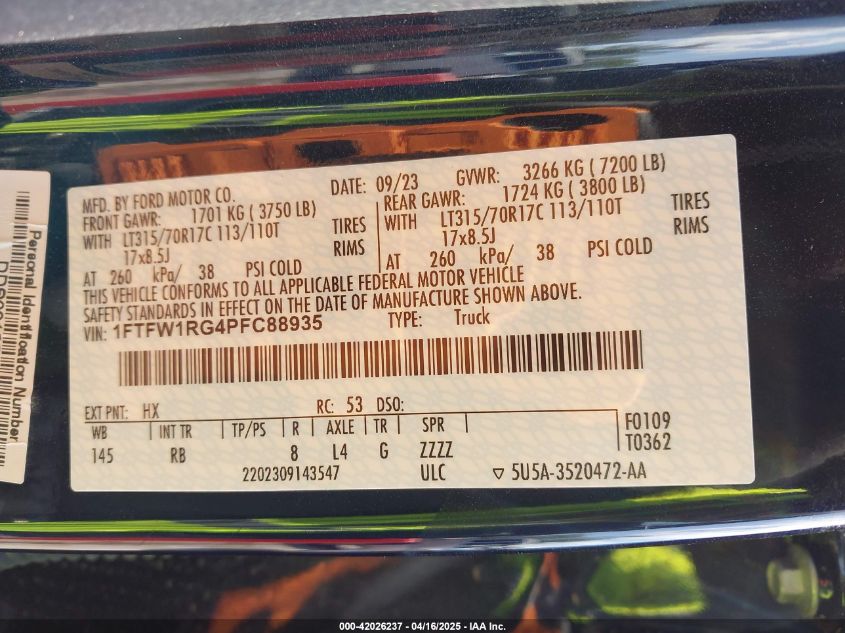 MFD. BY FORD MOTOR CO. DATE: 09/23 GVWR: 3266 KG ( 7200 LB)
FRONT GAWR: 1701 KG ( 3750 LB) REAR GAWR: 1724 KG ( 3800 LB)
WITH LT315/70R17C 113/110T TIRES WITH LT315/70R17C 113/110T TIRES
17x8.5J RIMS 17x8.5J RIMS
AT 260 kPa/ 38 PSI COLD AT 260 kPa/ 38 PSI COLD
THIS VEHICLE CONFORMS TO ALL APPLICABLE FEDERAL MOTOR VEHICLE
SAFETY STANDARDS IN EFFECT ON THE DATE OF MANUFACTURE SHOWN ABOVE.
VIN: 1FTFW1RG4PFC88935 TYPE: Truck
EXT PNT: HX RC: 53 DSO:
WB INT TR TP/PS R AXLE TR SPR F0109
145 RB 8 L4 G ZZZZ T0362
2202309143547 ULC ▽ 5U5A-3520472-AA
Personal Identification Number
000-42026237 - 04/16/2025 - IAA Inc.